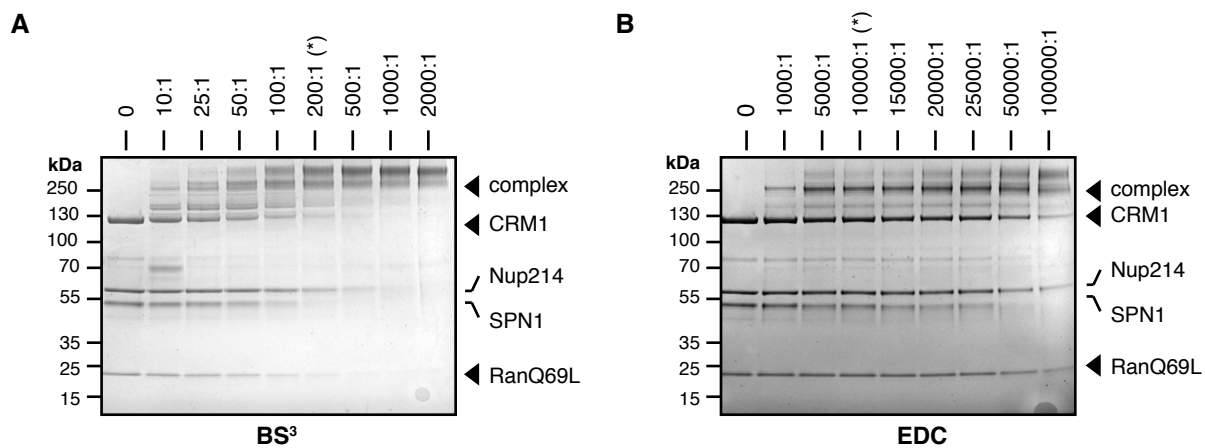 A
0
10:1
25:1
50:1
100:1
200:1 (*)
500:1
1000:1
2000:1
kDa
250
130
100
70
55
35
25
15
complex
CRM1
Nup214
SPN1
RanQ69L
BS³
B
0
1000:1
5000:1
10000:1 (*)
15000:1
20000:1
25000:1
50000:1
100000:1
kDa
250
130
100
70
55
35
25
15
complex
CRM1
Nup214
SPN1
RanQ69L
EDC